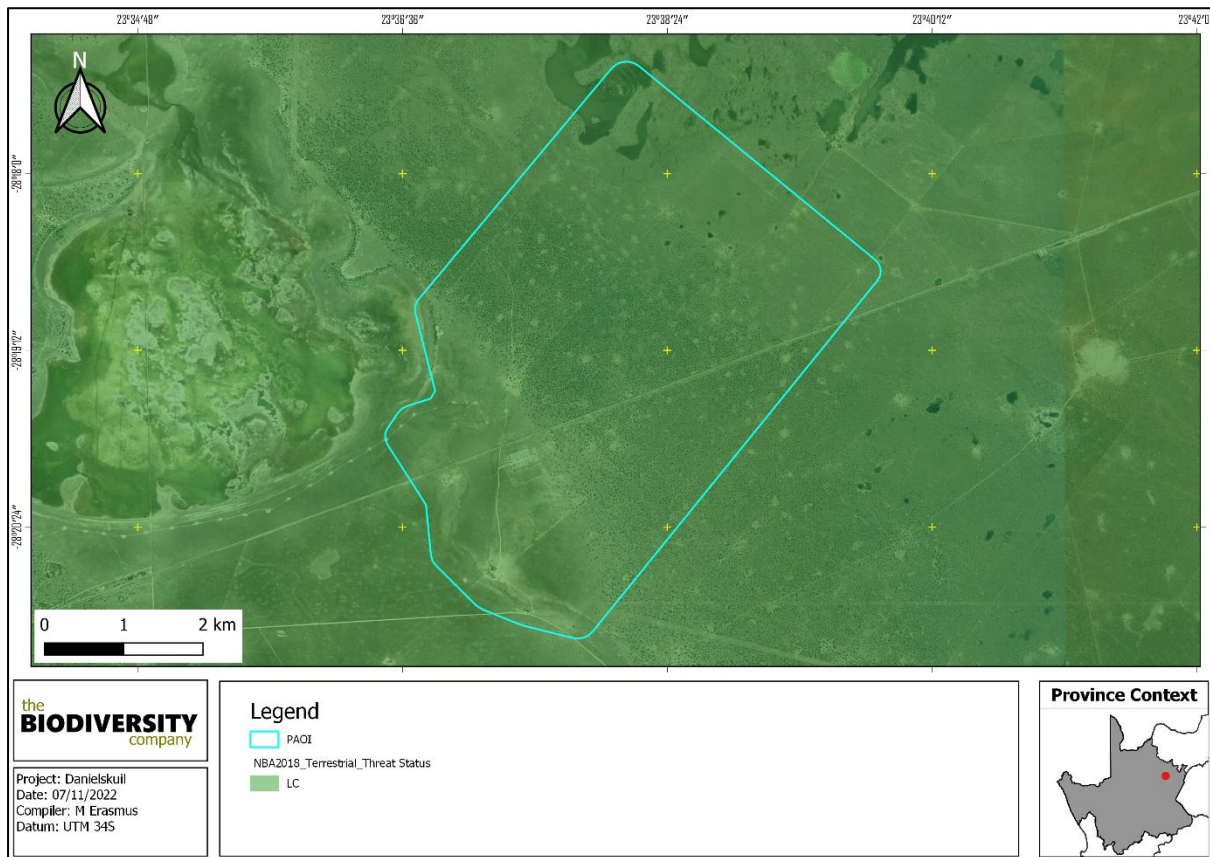 23°34'48"
23°36'36"
23°38'24"
23°40'12"
23°42'0"
N
-28°18'0"
-28°19'12"
-28°20'24"
0 1 2 km
the
BIODIVERSITY
company
Project: Danielskuil
Date: 07/11/2022
Compiler: M Erasmus
Datum: UTM 34S
Legend
PAOI
NBA2018_Terrestrial_Threat Status
LC
Province Context